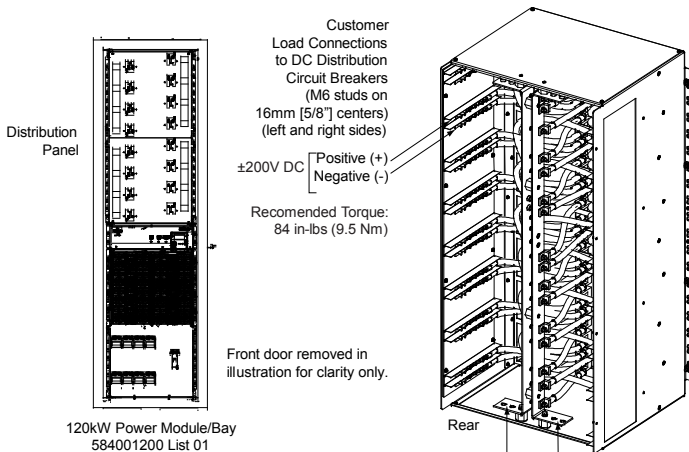 Customer
Load Connections
to DC Distribution
Circuit Breakers
(M6 studs on
16mm [5/8"] centers)
(left and right sides)
Distribution
Panel
±200V DC
Positive (+)
Negative (-)
Recomended Torque:
84 in-lbs (9.5 Nm)
Front door removed in
illustration for clarity only.
Rear
120kW Power Module/Bay
584001200 List 01